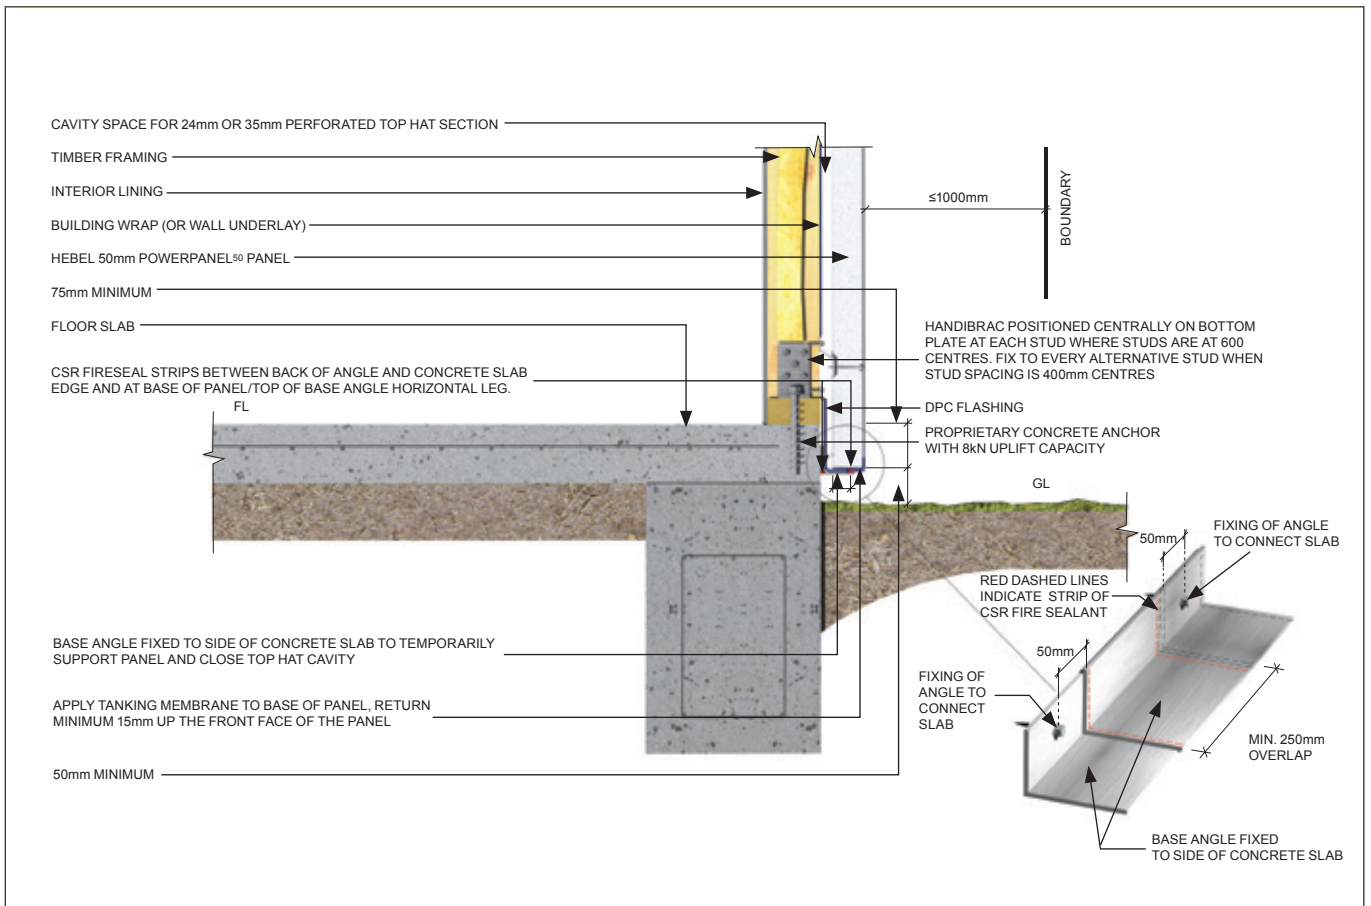 CAVITY SPACE FOR 24mm OR 35mm PERFORATED TOP HAT SECTION
TIMBER FRAMING
INTERIOR LINING
BUILDING WRAP (OR WALL UNDERLAY)
HEBEL 50mm POWERPANEL50 PANEL
75mm MINIMUM
FLOOR SLAB
CSR FIRESEAL STRIPS BETWEEN BACK OF ANGLE AND CONCRETE SLAB
EDGE AND AT BASE OF PANEL/TOP OF BASE ANGLE HORIZONTAL LEG.
FL
≤1000mm
BOUNDARY
HANDIBRAC POSITIONED CENTRALLY ON BOTTOM
PLATE AT EACH STUD WHERE STUDS ARE AT 600
CENTRES. FIX TO EVERY ALTERNATIVE STUD WHEN
STUD SPACING IS 400mm CENTRES
DPC FLASHING
PROPRIETARY CONCRETE ANCHOR
WITH 8kN UPLIFT CAPACITY
GL
BASE ANGLE FIXED TO SIDE OF CONCRETE SLAB TO TEMPORARILY
SUPPORT PANEL AND CLOSE TOP HAT CAVITY
APPLY TANKING MEMBRANE TO BASE OF PANEL, RETURN
MINIMUM 15mm UP THE FRONT FACE OF THE PANEL
50mm MINIMUM
50mm
FIXING OF ANGLE
TO CONNECT SLAB
RED DASHED LINES
INDICATE STRIP OF
CSR FIRE SEALANT
50mm
FIXING OF
ANGLE TO
CONNECT
SLAB
MIN. 250mm
OVERLAP
BASE ANGLE FIXED
TO SIDE OF CONCRETE SLAB